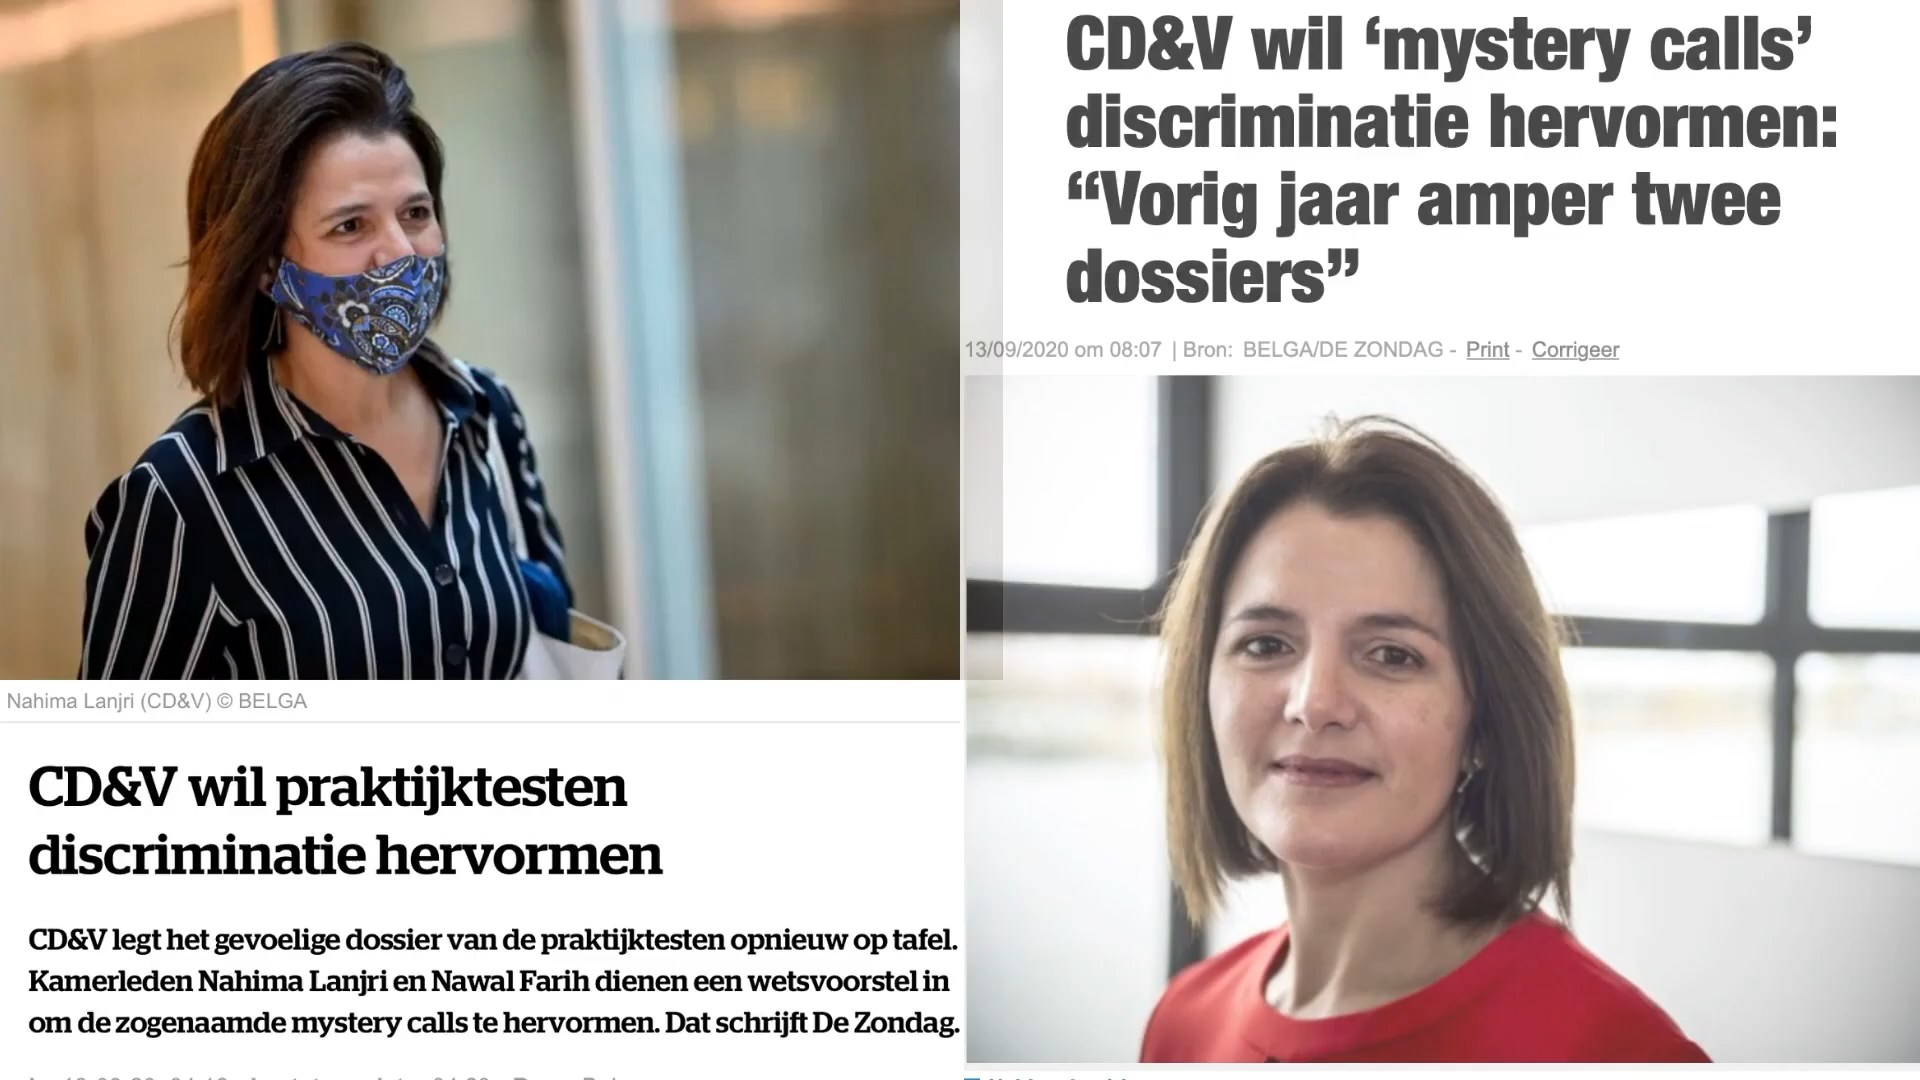 Nahima Lanjri (CD&V) © BELGA
CD&V wil praktijktesten
discriminatie hervormen
CD&V legt het gevoelige dossier van de praktijktesten opnieuw op tafel.
Kamerleden Nahima Lanjri en Nawal Farih dienen een wetsvoorstel in
om de zogenaamde mystery calls te hervormen. Dat schrijft De Zondag.
CD&V wil ‘mystery calls’
discriminatie hervormen:
“Vorig jaar amper twee
dossiers”
13/09/2020 om 08:07 | Bron: BELGA/DE ZONDAG - Print - Corrigeer